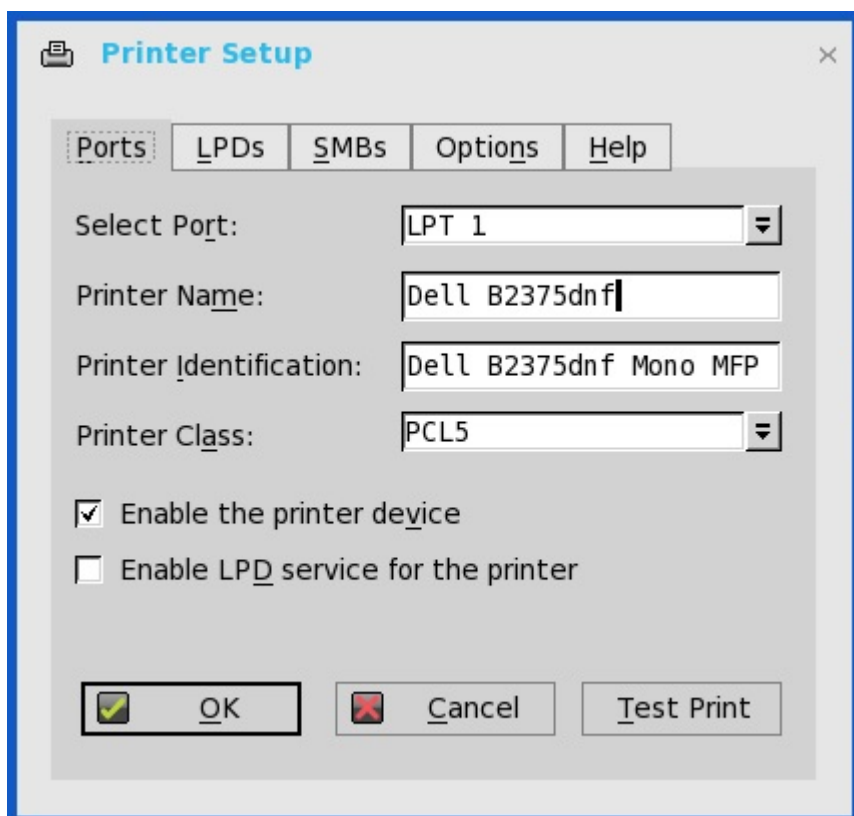 Printer Setup
Ports LPDs SMBs Options Help
Select Port: LPT 1
Printer Name: Dell B2375dnf
Printer Identification: Dell B2375dnf Mono MFP
Printer Class: PCL5
Enable the printer device
Enable LPD service for the printer
OK Cancel Test Print